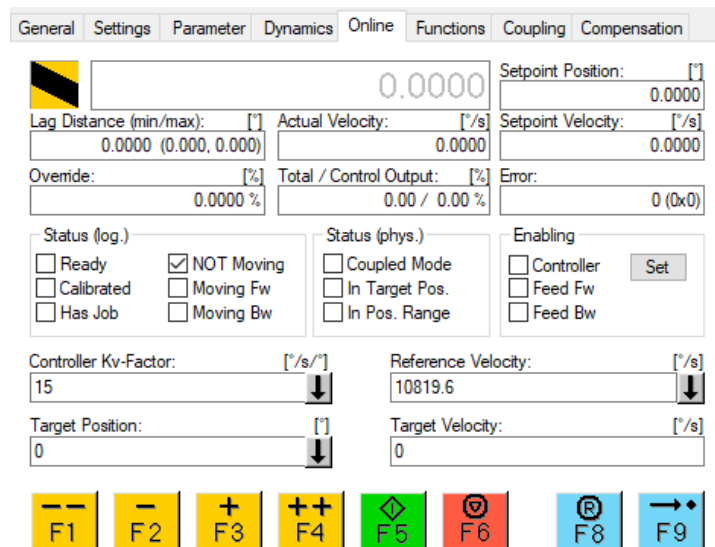 General Settings Parameter Dynamics Online Functions Coupling Compensation
0.0000
Setpoint Position: [°]
0.0000
Lag Distance (min/max): [°] Actual Velocity: [°/s] Setpoint Velocity: [°/s]
0.0000 (0.000, 0.000) 0.0000 0.0000
Override: [%] Total / Control Output: [%] Error:
0.0000 % 0.00 / 0.00 % 0 (0x0)
Status (log.) Status (phys.) Enabling
Ready NOT Moving Coupled Mode Controller Set
Calibrated Moving Fw In Target Pos. Feed Fw
Has Job Moving Bw In Pos. Range Feed Bw
Controller Kv-Factor: [°/s/°] Reference Velocity: [°/s]
15 10819.6
Target Position: [°] Target Velocity: [°/s]
0 0
-- - + ++ R
F1 F2 F3 F4 F5 F6 F8 F9